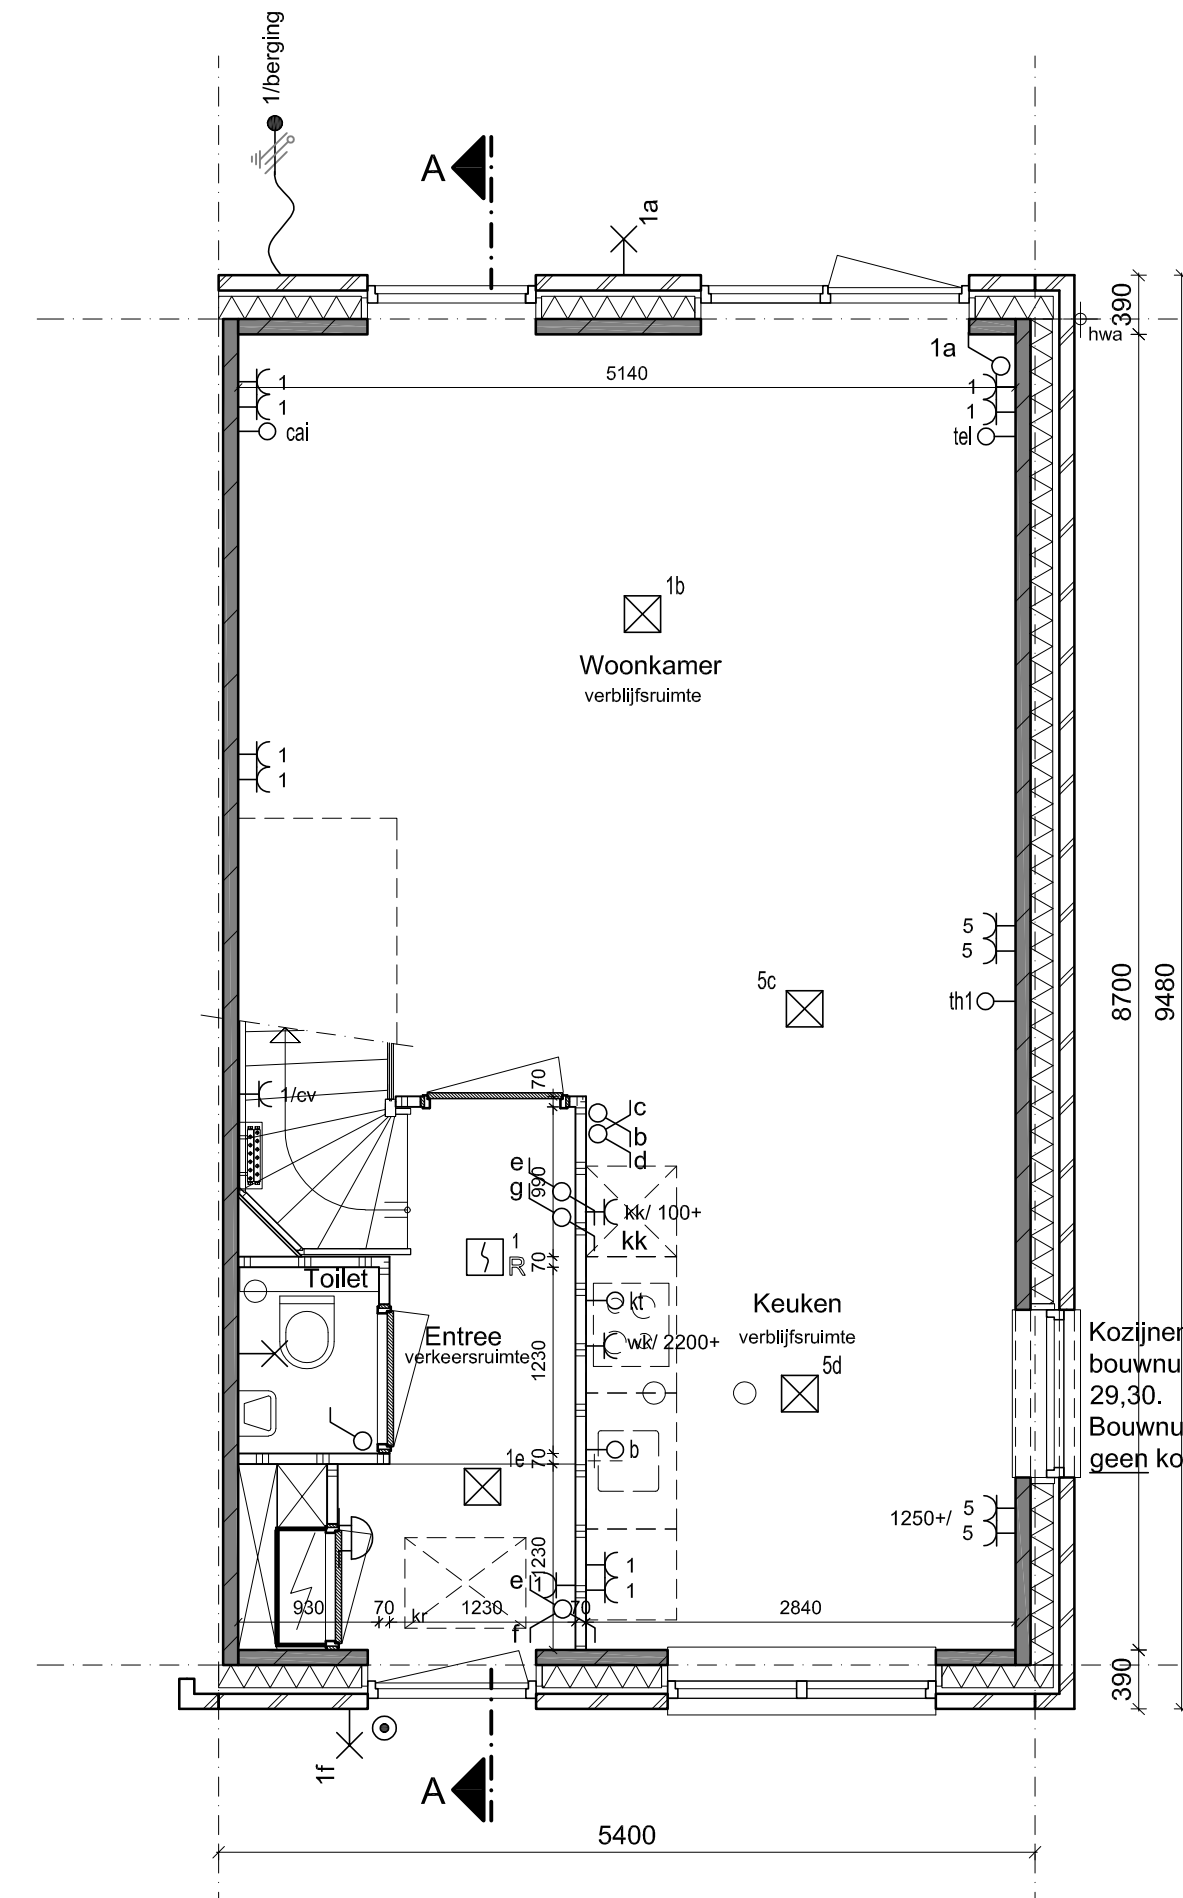 1/berging
A
1a
390
hwa
1a
5140
1
1
1
1
cai
tel
1b
Woonkamer
verblijfsruimte
1
1
5
5
5c
th1
8700
9480
70
1/cv
c
b
d
e
g
990
kk/ 100+
kk
1
R
70
Toilet
kt
Keuken
verblijfsruimte
Entree
verkeersruimte
1230
wk/ 2200+
5d
Kozijner
bouwnu
29,30.
Bouwnu
geen ko
1e
70
b
1250+/
5
5
1230
e
1
1
1
930
70
kr
1230
70
2840
f
390
1f
A
5400